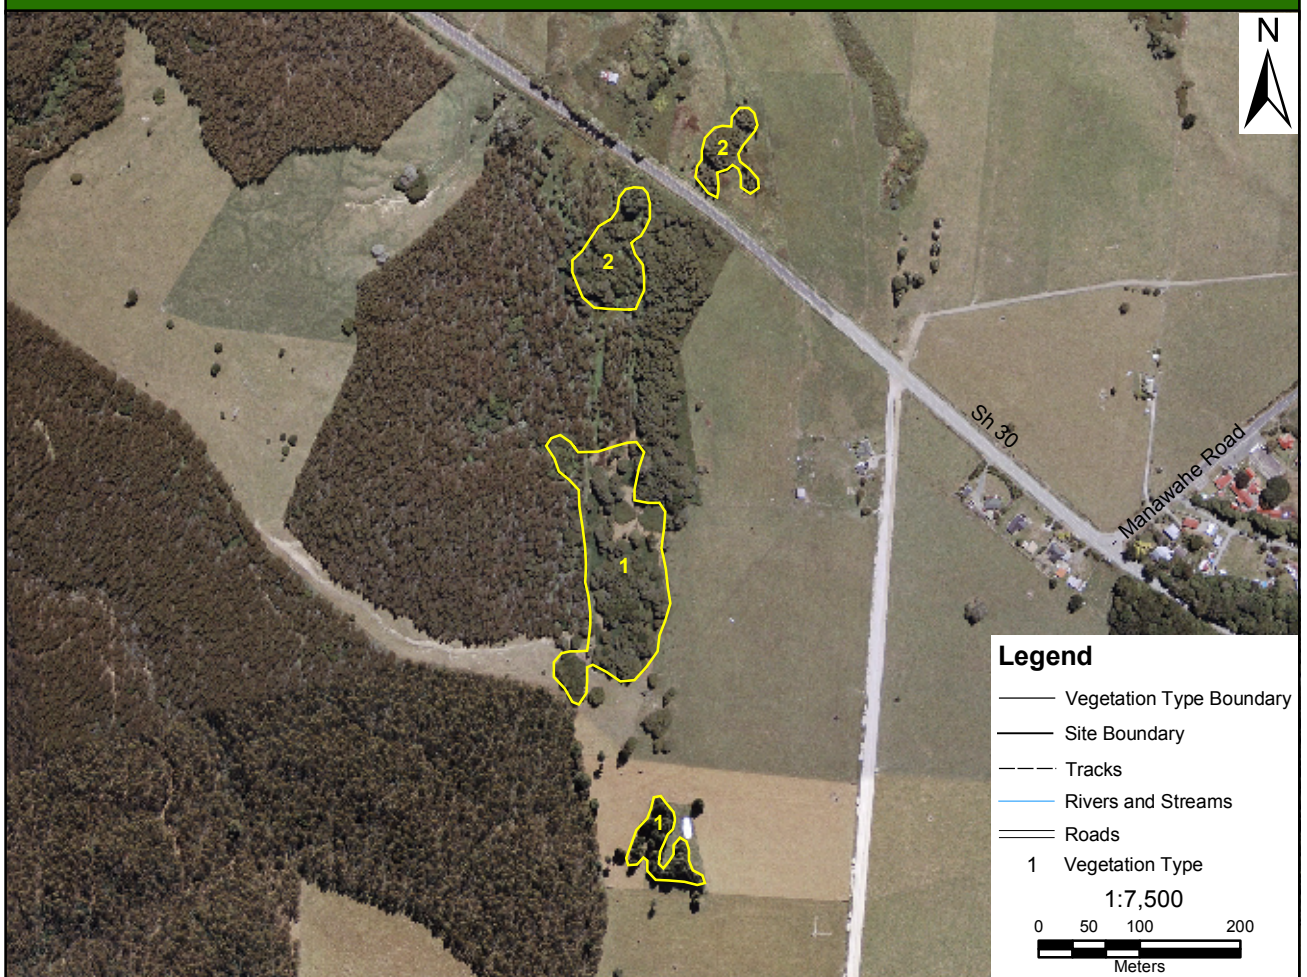 N
2
2
Sh 30
Manawahe Road
1
1
Legend
Vegetation Type Boundary
Site Boundary
Tracks
Rivers and Streams
Roads
1 Vegetation Type
1:7,500
0 50 100 200
Meters